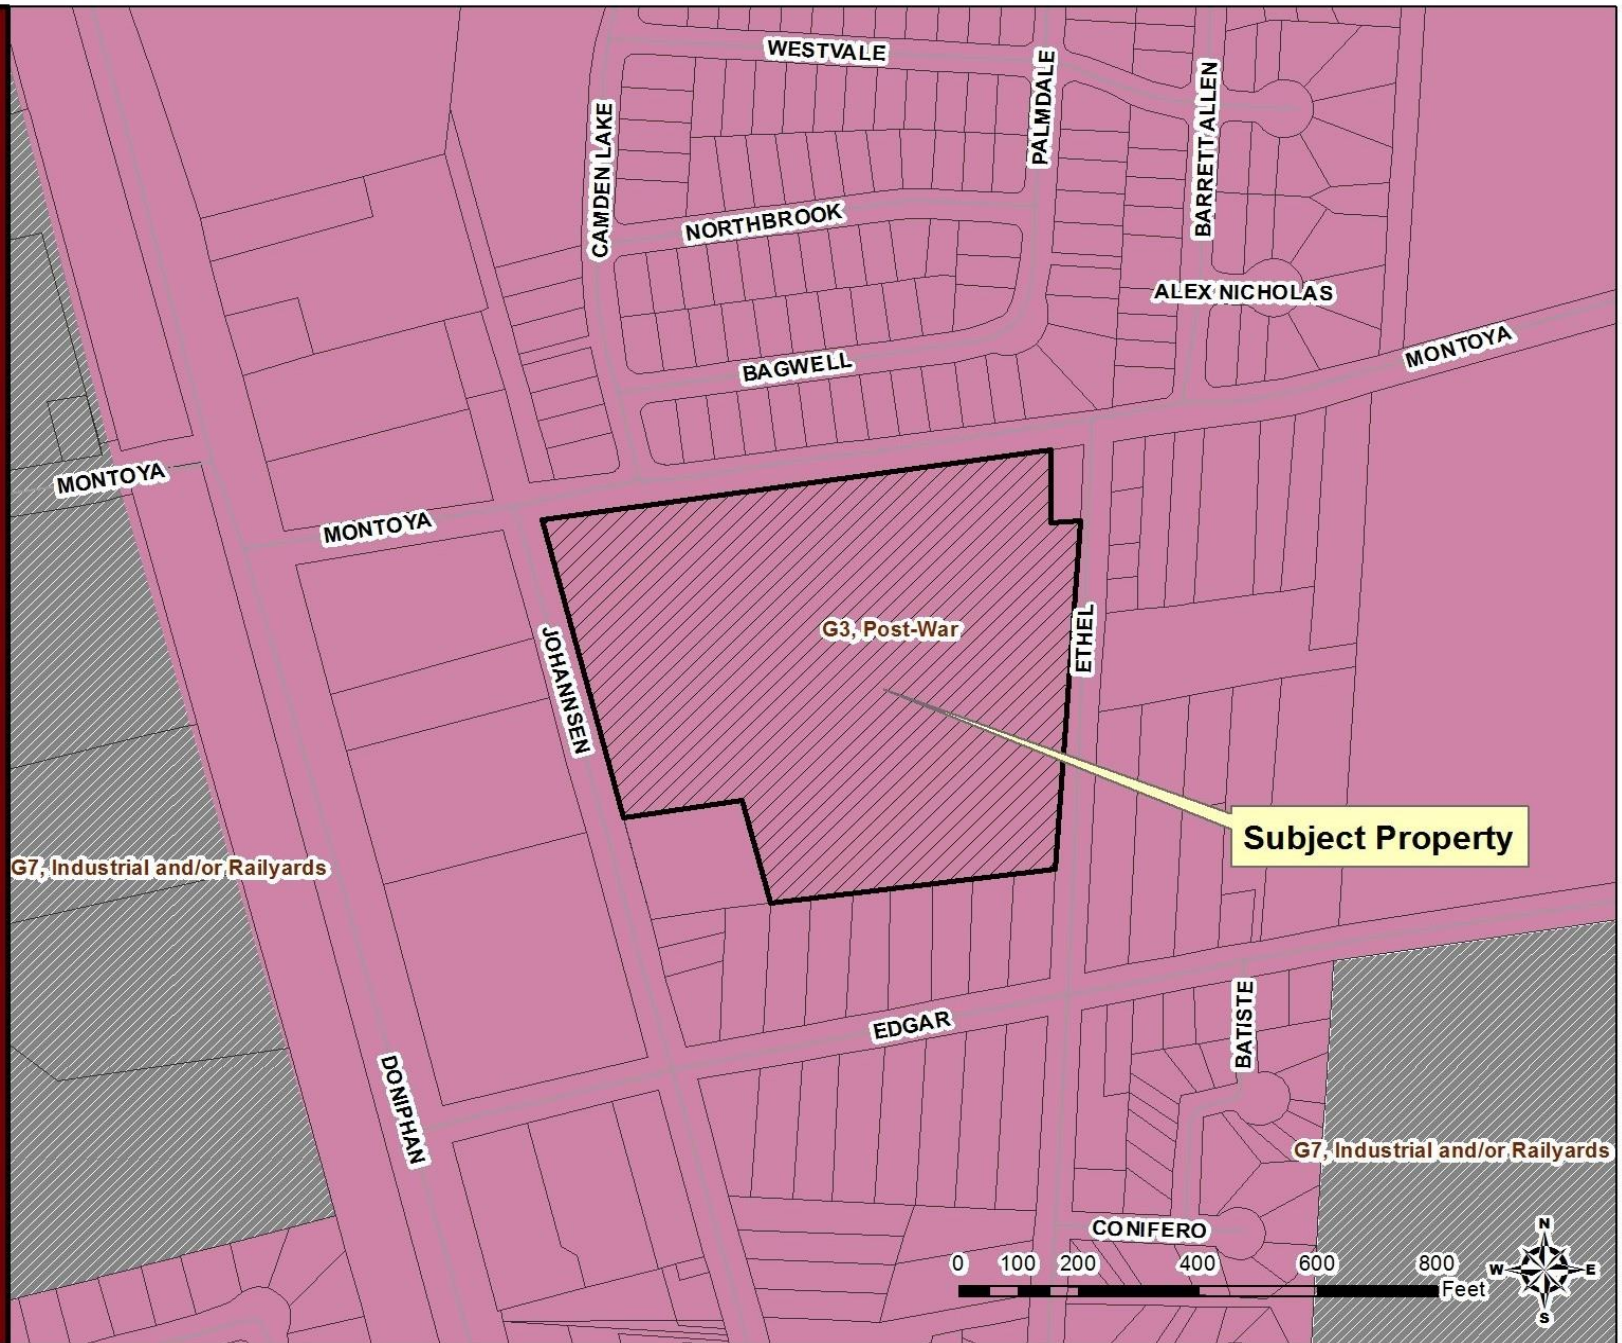 WESTVALE
PALMDALE
BARRETT ALLEN
CAMDEN LAKE
NORTHBROOK
ALEX NICHOLAS
MONTOYA
BAGWELL
MONTOYA
MONTOYA
G3, Post-War
JOHANNSEN
ETHEL
Subject Property
G7, Industrial and/or Railyards
EDGAR
BATISTE
DONIPHAN
G7, Industrial and/or Railyards
CONIFERO
0 100 200 400 600 800
Feet
N
W E
S